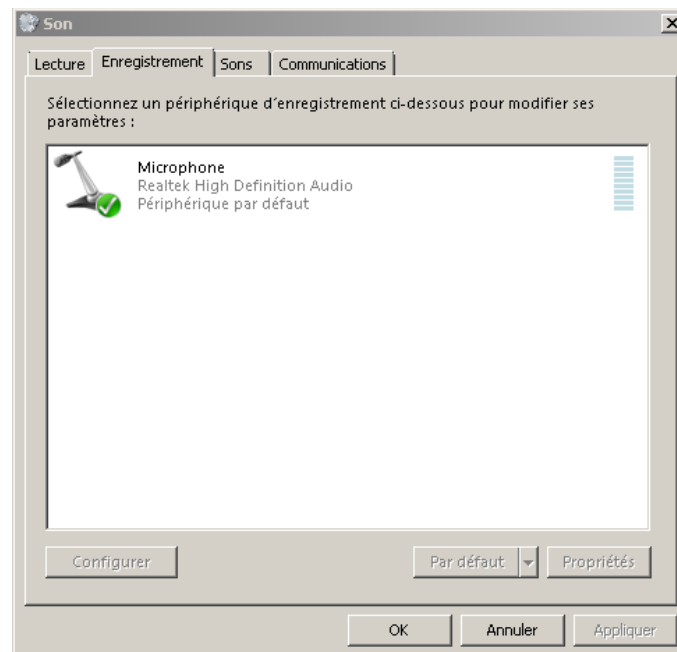 Son
Lecture
Enregistrement
Sons
Communications
Sélectionnez un périphérique d'enregistrement ci-dessous pour modifier ses
paramètres :
Microphone
Realtek High Definition Audio
Périphérique par défaut
Configurer
Par défaut
Propriétés
OK
Annuler
Appliquer